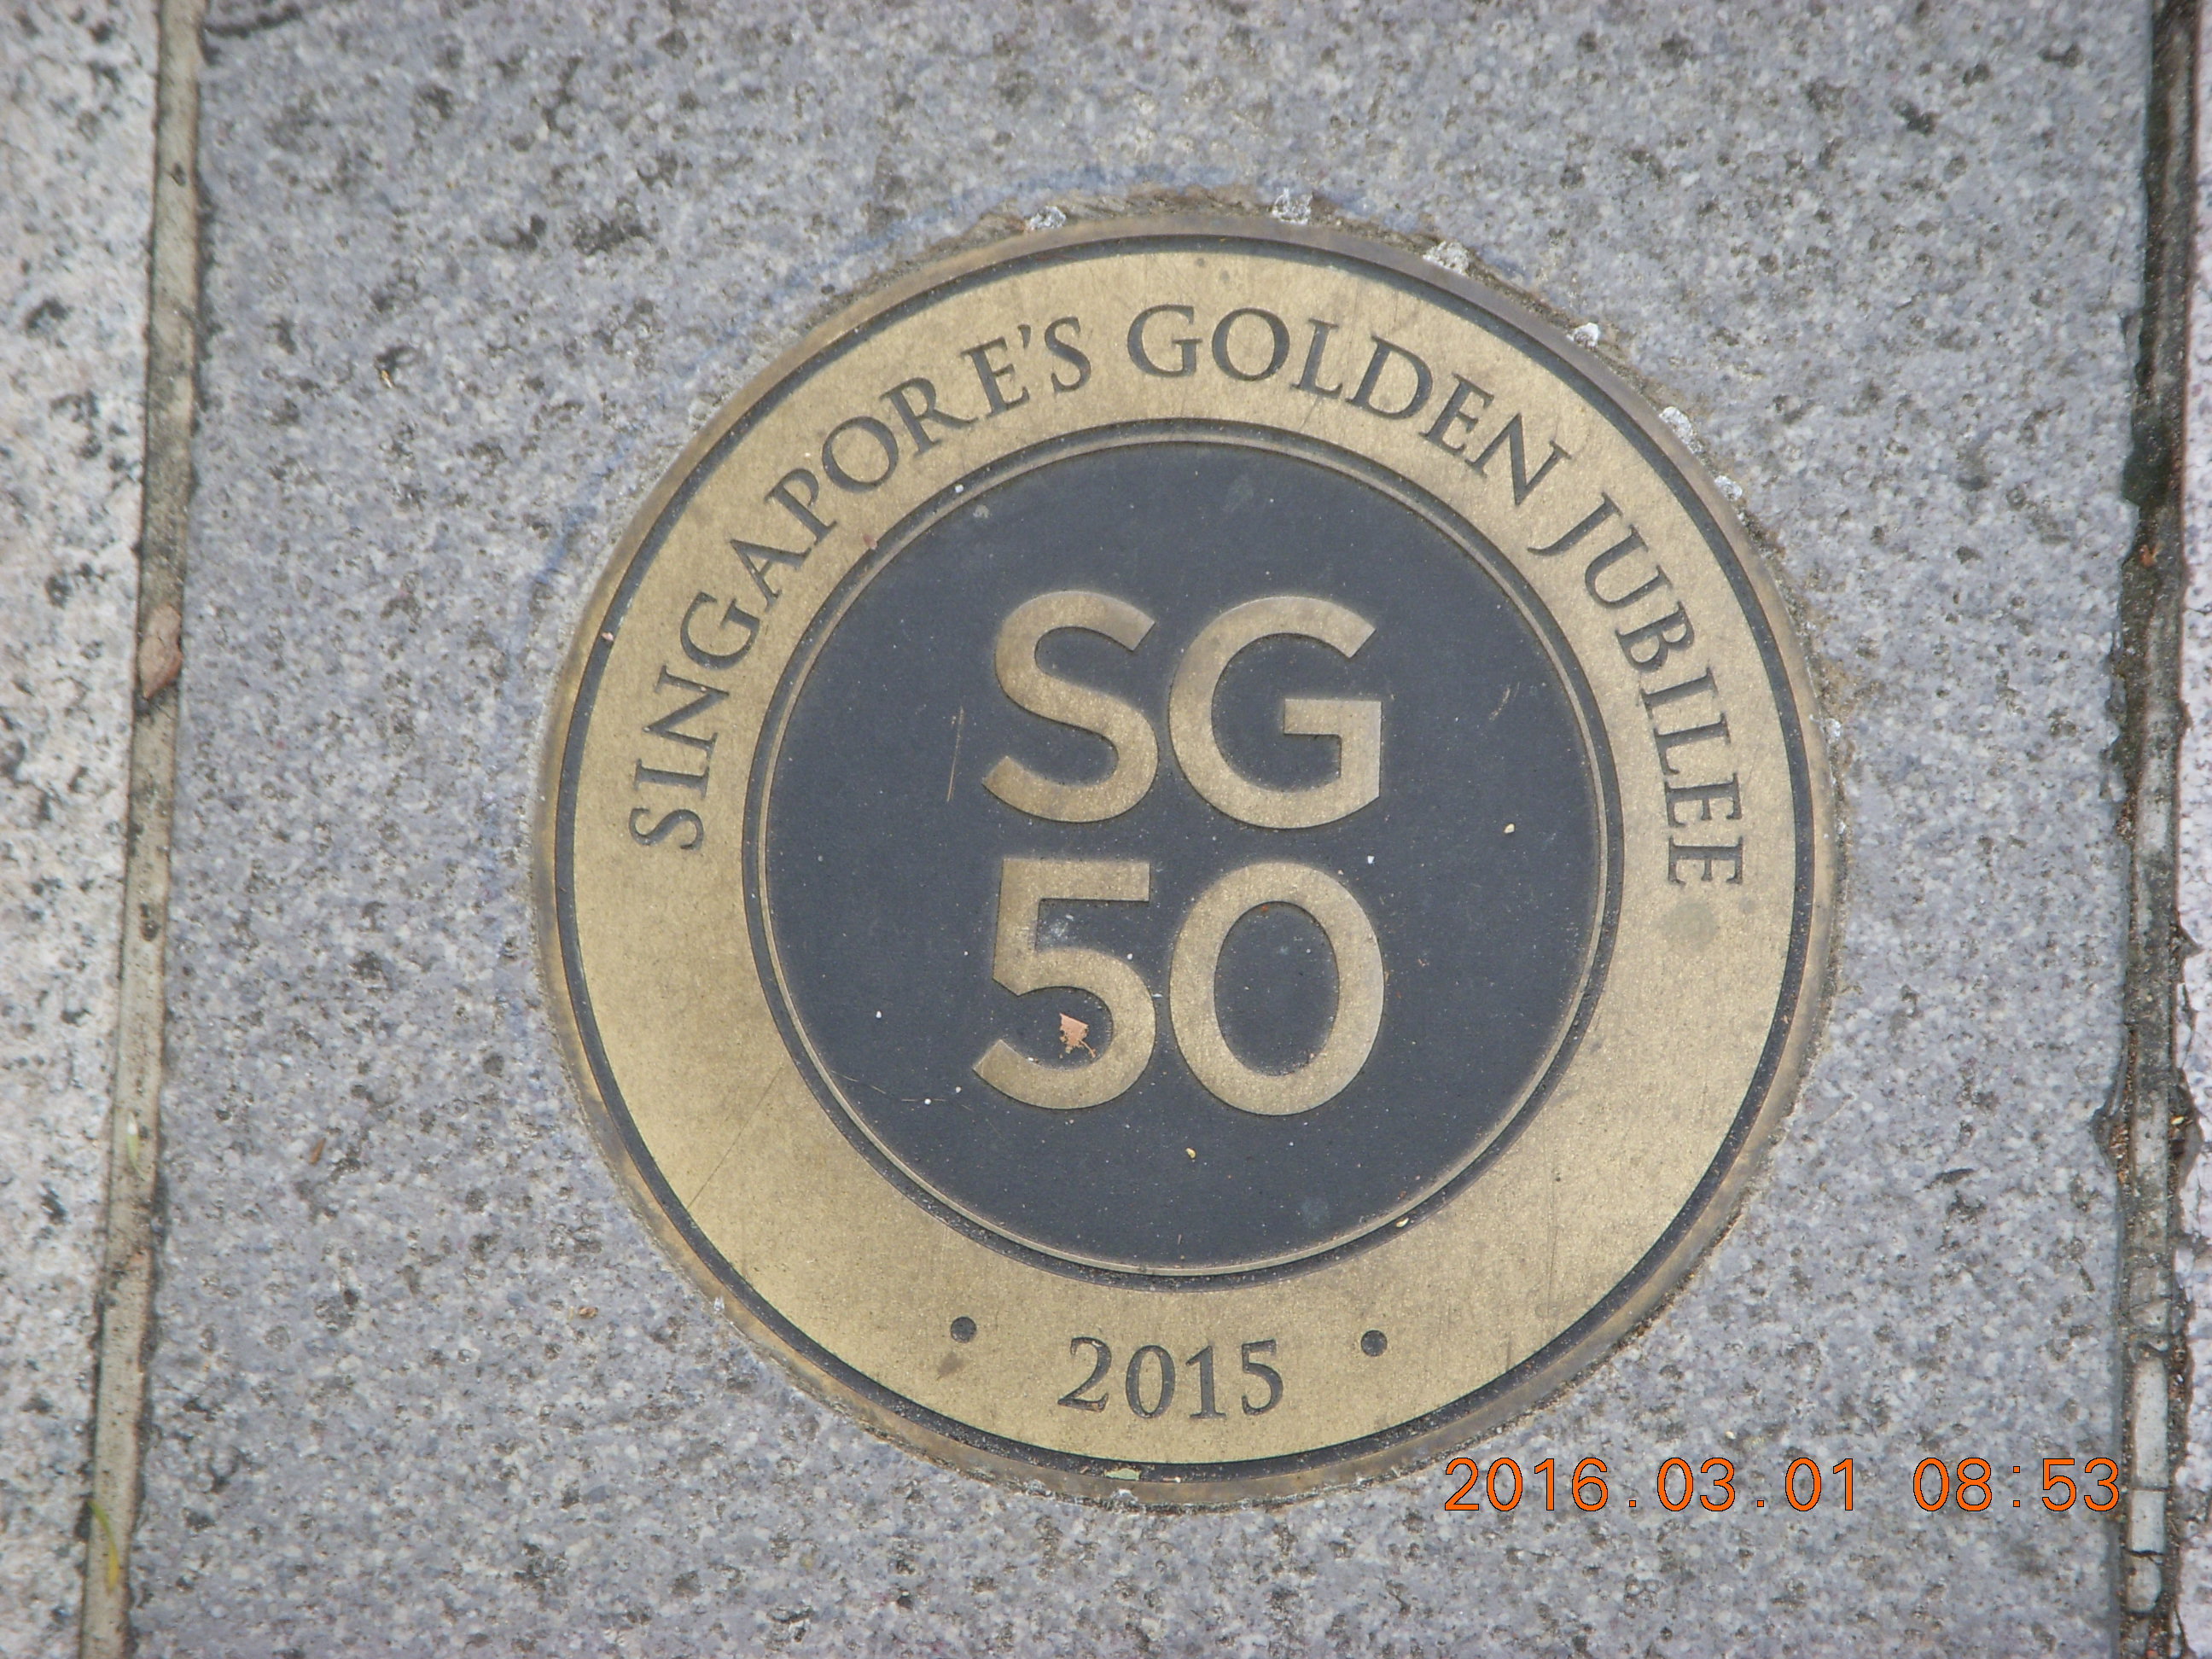 SINGAPORE'S GOLDEN JUBILEE
SG
50
• 2015 •
2016.03.01 08:53